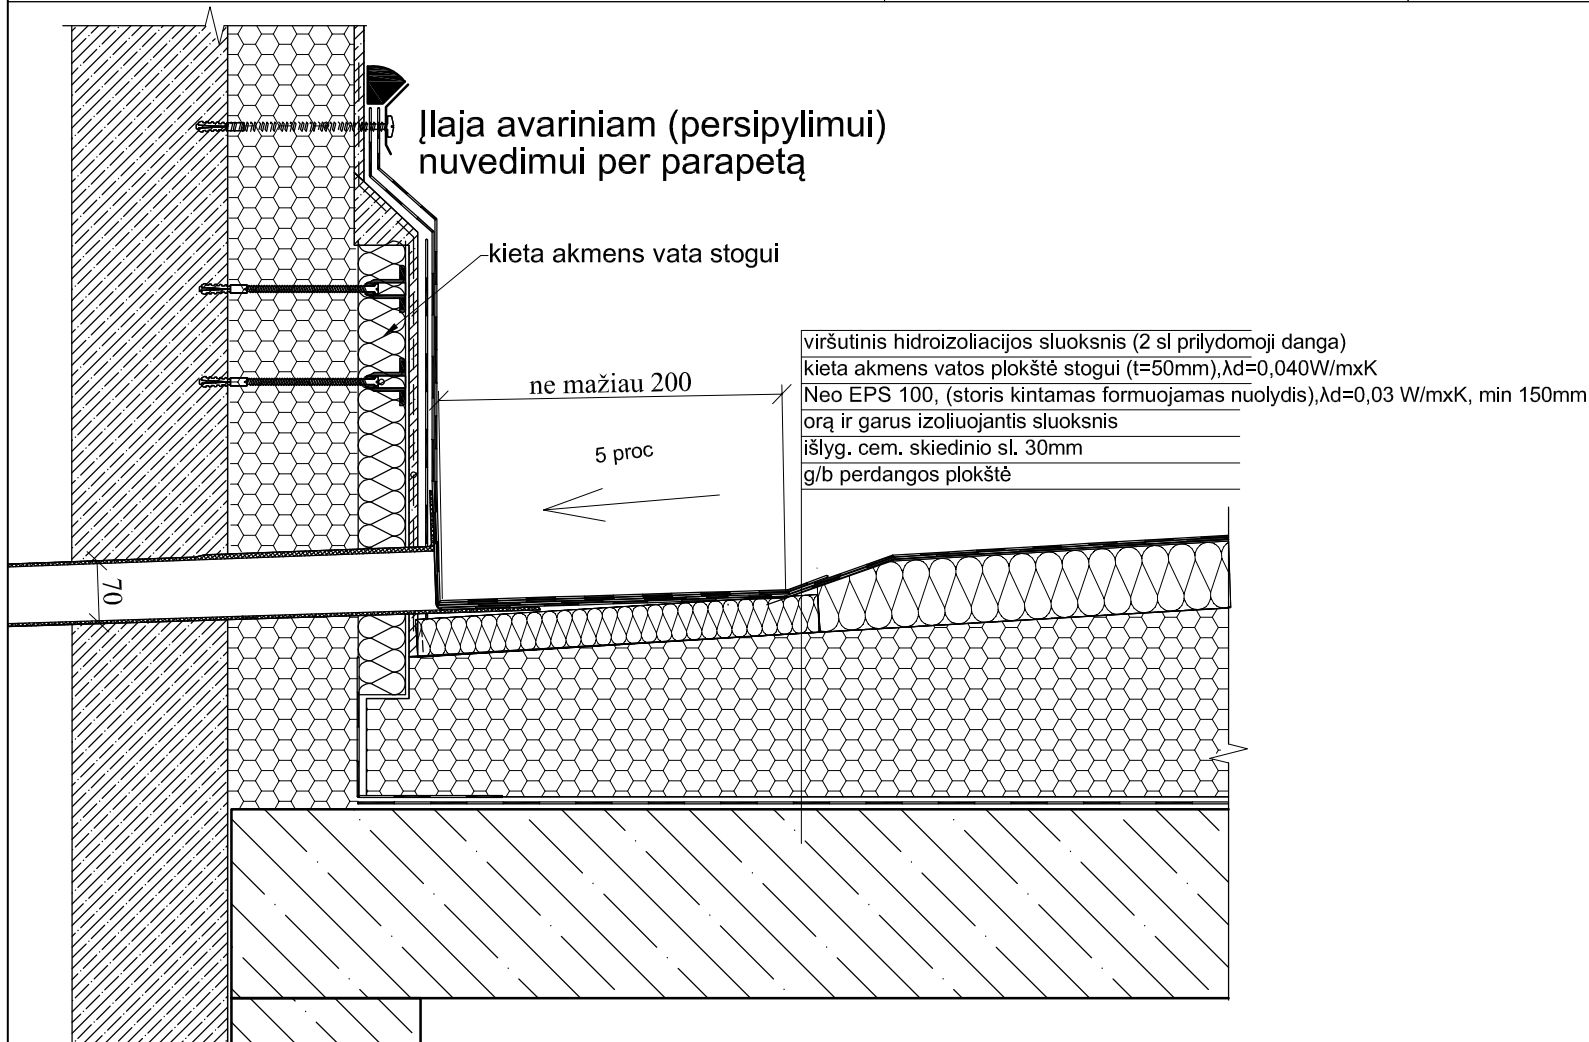 Įlaja avariniam (persipylimui)
nuvedimui per parapetą
kieta akmens vata stogui
viršutinis hidroizoliacijos sluoksnis (2 sl prilydomoji danga)
kieta akmens vatos plokštė stogui (t=50mm),λd=0,040W/mxK
Neo EPS 100, (storis kintamas formuojamas nuolydis),λd=0,03 W/mxK, min 150mm
orą ir garus izoliuojantis sluoksnis
išlyg. cem. skiedinio sl. 30mm
g/b perdangos plokštė
ne mažiau 200
5 proc
70